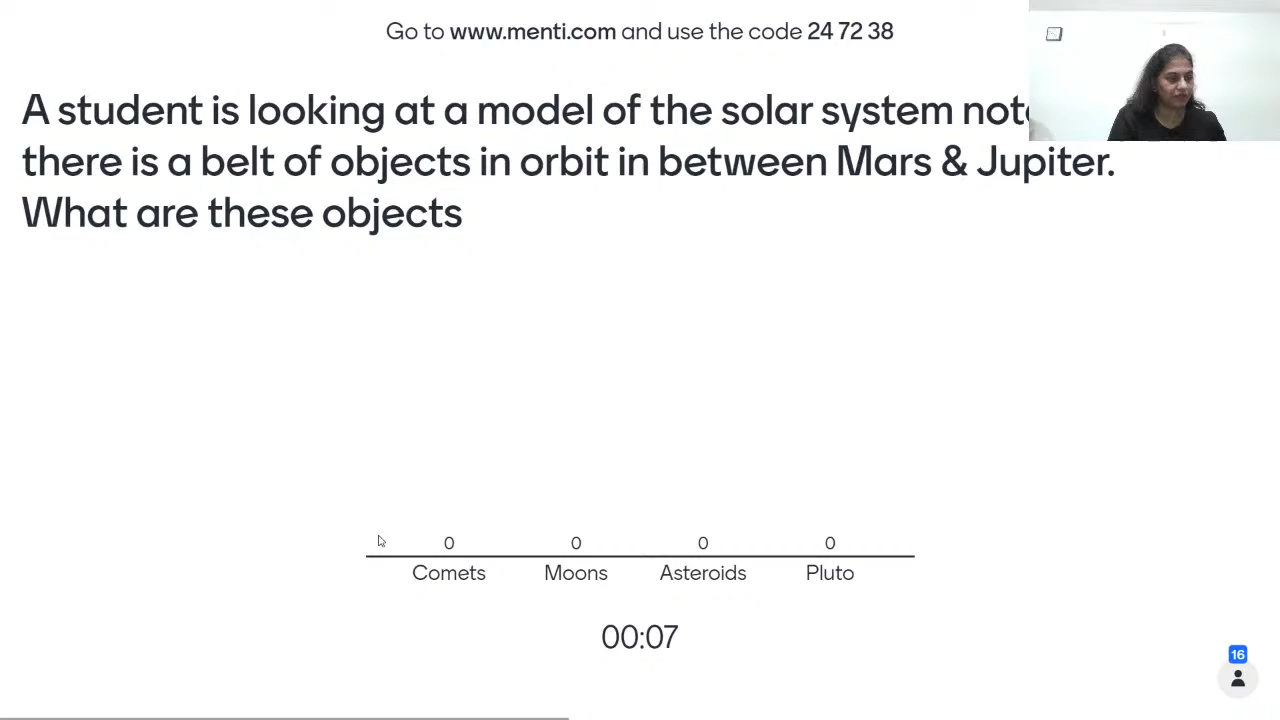 Go to www.menti.com and use the code 24 72 38
A student is looking at a model of the solar system
there is a belt of objects in orbit in between Mars & Jupiter.
What are these objects
0 0 0 0
Comets Moons Asteroids Pluto
00:07
16